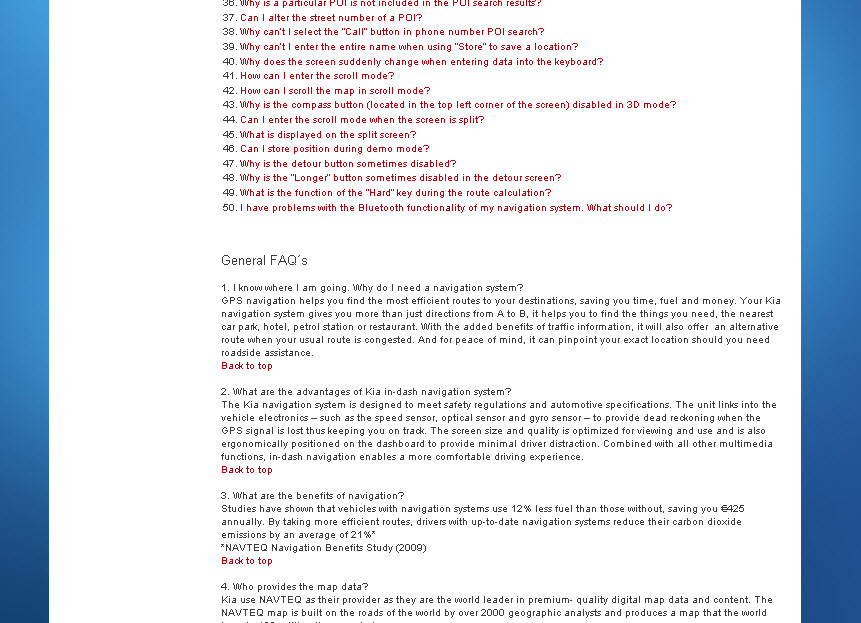 36. Why is a particular POI is not included in the POI search results?
37. Can I alter the street number of a POI?
38. Why can't I select the "Call" button in phone number POI search?
39. Why can't I enter the entire name when using "Store" to save a location?
40. Why does the screen suddenly change when entering data into the keyboard?
41. How can I enter the scroll mode?
42. How can I scroll the map in scroll mode?
43. Why is the compass button (located in the top left corner of the screen) disabled in 3D mode?
44. Can I enter the scroll mode when the screen is split?
45. What is displayed on the split screen?
46. Can I store position during demo mode?
47. Why is the detour button sometimes disabled?
48. Why is the "Longer" button sometimes disabled in the detour screen?
49. What is the function of the "Hard" key during the route calculation?
50. I have problems with the Bluetooth functionality of my navigation system. What should I do?
General FAQ´s
1. I know where I am going. Why do I need a navigation system?
GPS navigation helps you find the most efficient routes to your destinations, saving you time, fuel and money. Your Kia
navigation system gives you more than just directions from A to B, it helps you to find the things you need, the nearest
car park, hotel, petrol station or restaurant. With the added benefits of traffic information, it will also offer an alternative
route when your usual route is congested. And for peace of mind, it can pinpoint your exact location should you need
roadside assistance.
Back to top
2. What are the advantages of Kia in-dash navigation system?
The Kia navigation system is designed to meet safety regulations and automotive specifications. The unit links into the
vehicle electronics – such as the speed sensor, optical sensor and gyro sensor – to provide dead reckoning when the
GPS signal is lost thus keeping you on track. The screen size and quality is optimized for viewing and use and is also
ergonomically positioned on the dashboard to provide minimal driver distraction. Combined with all other multimedia
functions, in-dash navigation enables a more comfortable driving experience.
Back to top
3. What are the benefits of navigation?
Studies have shown that vehicles with navigation systems use 12% less fuel than those without, saving you €425
annually. By taking more efficient routes, drivers with up-to-date navigation systems reduce their carbon dioxide
emissions by an average of 21%*
*NAVTEQ Navigation Benefits Study (2009)
Back to top
4. Who provides the map data?
Kia use NAVTEQ as their provider as they are the world leader in premium- quality digital map data and content. The
NAVTEQ map is built on the roads of the world by over 2000 geographic analysts and produces a map that the world